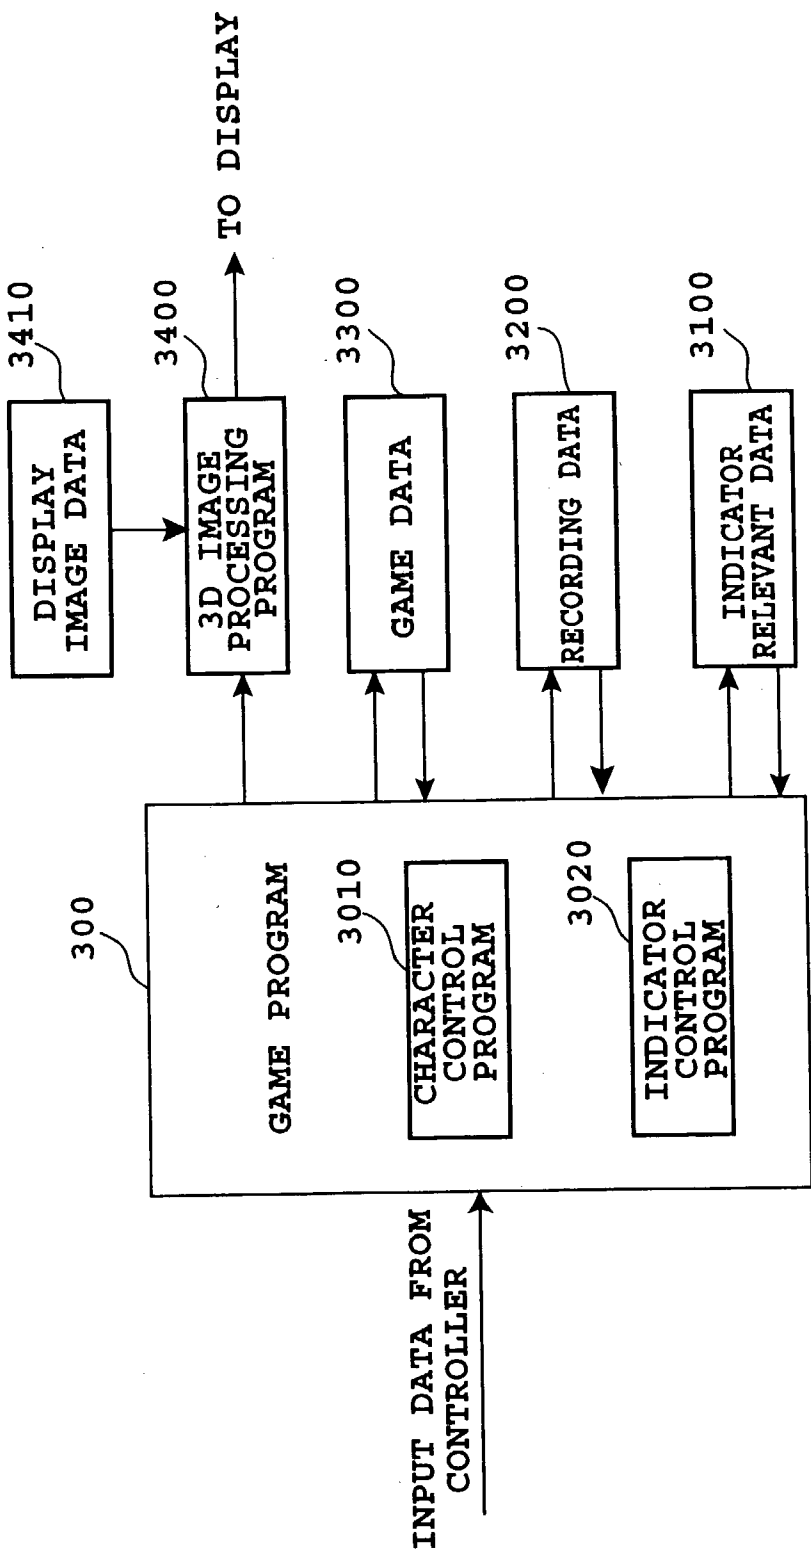 3410
DISPLAY
IMAGE DATA
3400
3D IMAGE
PROCESSING
PROGRAM
TO DISPLAY
300
GAME PROGRAM
3300
GAME DATA
3010
CHARACTER
CONTROL
PROGRAM
INPUT DATA FROM
CONTROLLER
3200
RECORDING DATA
3020
INDICATOR
CONTROL
PROGRAM
3100
INDICATOR
RELEVANT DATA